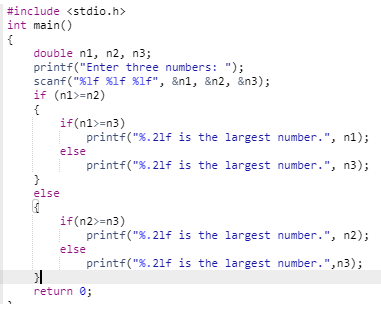 #include <stdio.h>
int main()
{
    double n1, n2, n3;
    printf("Enter three numbers: ");
    scanf("%lf %lf %lf", &n1, &n2, &n3);
    if (n1>=n2)
    {
        if(n1>=n3)
            printf("%.2lf is the largest number.", n1);
        else
            printf("%.2lf is the largest number.", n3);
    }
    else
    {
        if(n2>=n3)
            printf("%.2lf is the largest number.", n2);
        else
            printf("%.2lf is the largest number.",n3);
    }
    return 0;